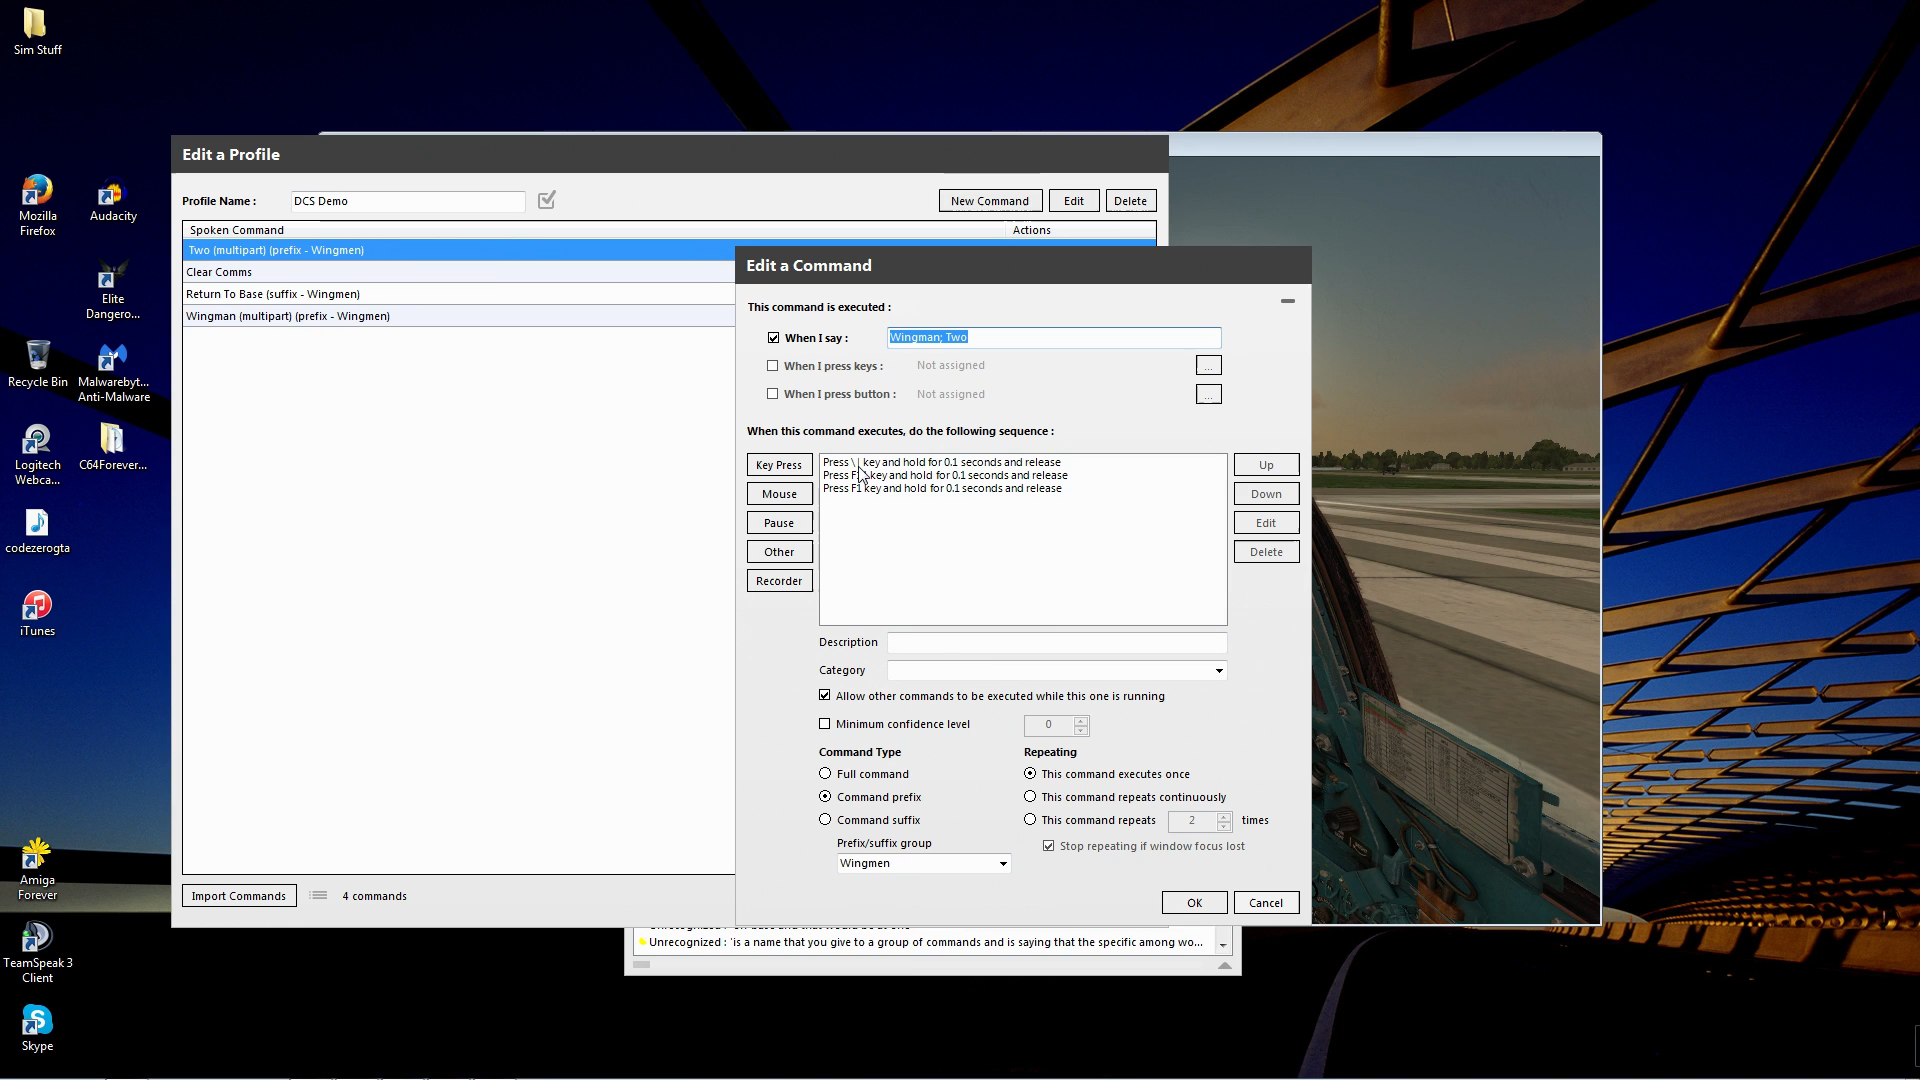 Sim Stuff
Mozilla
Firefox
Audacity
Elite
Dangero...
Recycle Bin
Malwarebyt...
Anti-Malware
Logitech
Webca...
C64Forever...
codezerogta
iTunes
Amiga
Forever
TeamSpeak 3
Client
Skype
Edit a Profile
Profile Name :
DCS Demo
New Command
Edit
Delete
Spoken Command
Actions
Two (multipart) (prefix - Wingmen)
Clear Comms
Return To Base (suffix - Wingmen)
Wingman (multipart) (prefix - Wingmen)
Import Commands
4 commands
Edit a Command
This command is executed :
When I say :
Wingman; Two
When I press keys :
Not assigned
...
When I press button :
Not assigned
...
When this command executes, do the following sequence :
Key Press
Mouse
Pause
Other
Recorder
Press \ | key and hold for 0.1 seconds and release
Press key and hold for 0.1 seconds and release
Press F1 key and hold for 0.1 seconds and release
Up
Down
Edit
Delete
Description
Category
Allow other commands to be executed while this one is running
Minimum confidence level
0
Command Type
Full command
Command prefix
Command suffix
Prefix/suffix group
Wingmen
Repeating
This command executes once
This command repeats continuously
This command repeats
2
times
Stop repeating if window focus lost
OK
Cancel
Unrecognized : 'is a name that you give to a group of commands and is saying that the specific among wo...